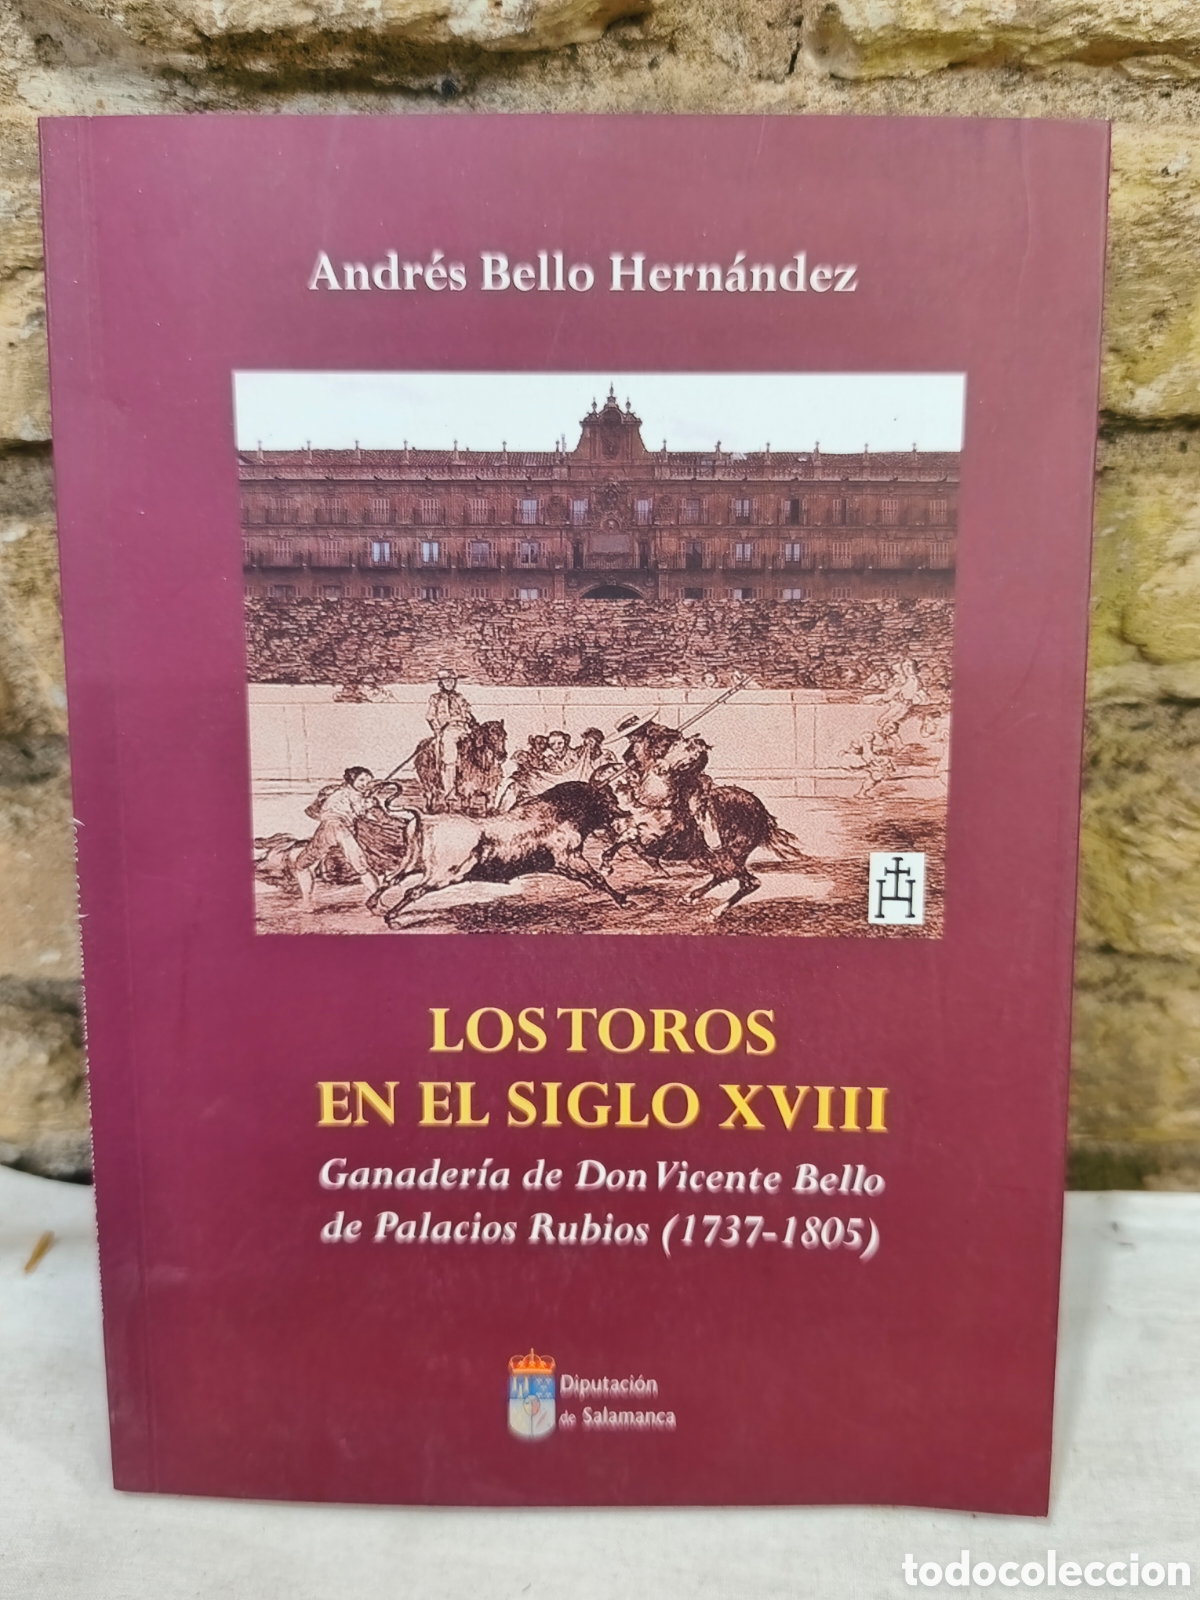 Andrés Bello Hernández
LOS TOROS
EN EL SIGLO XVIII
Ganadería de Don Vicente Bello
de Palacios Rubios (1737-1805)
Diputación
de Salamanca
todocoleccion